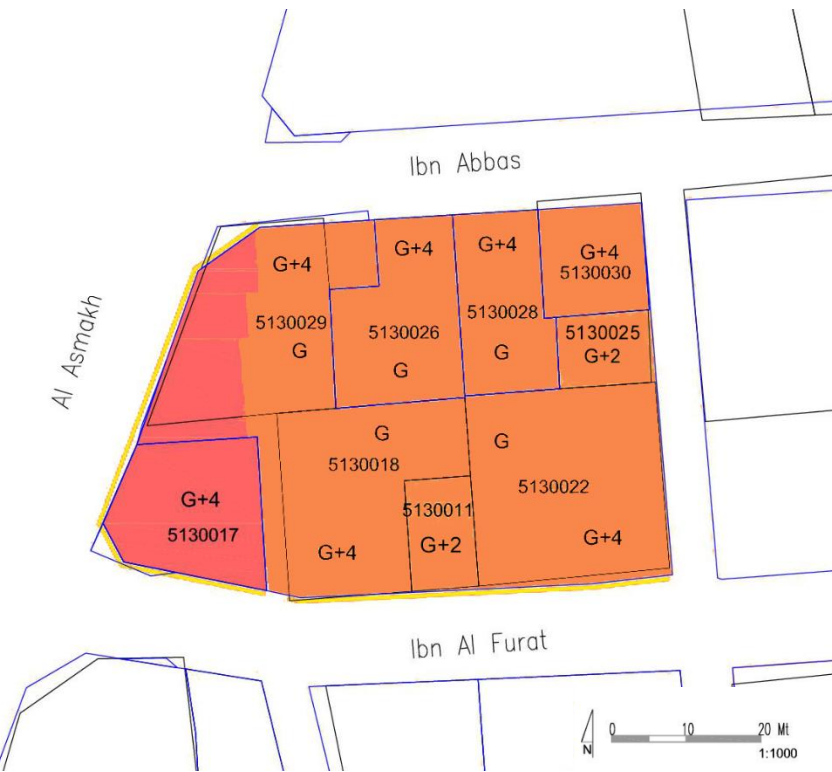 Ibn Abbas
Al Asmakh
G+4
5130029
G
G+4
5130026
G
G+4
5130028
G
G+4
5130030
5130025
G+2
G+4
5130017
G
5130018
G+4
5130011
G+2
G
5130022
G+4
Ibn Al Furat
N
0 10 20 Mt
1:1000